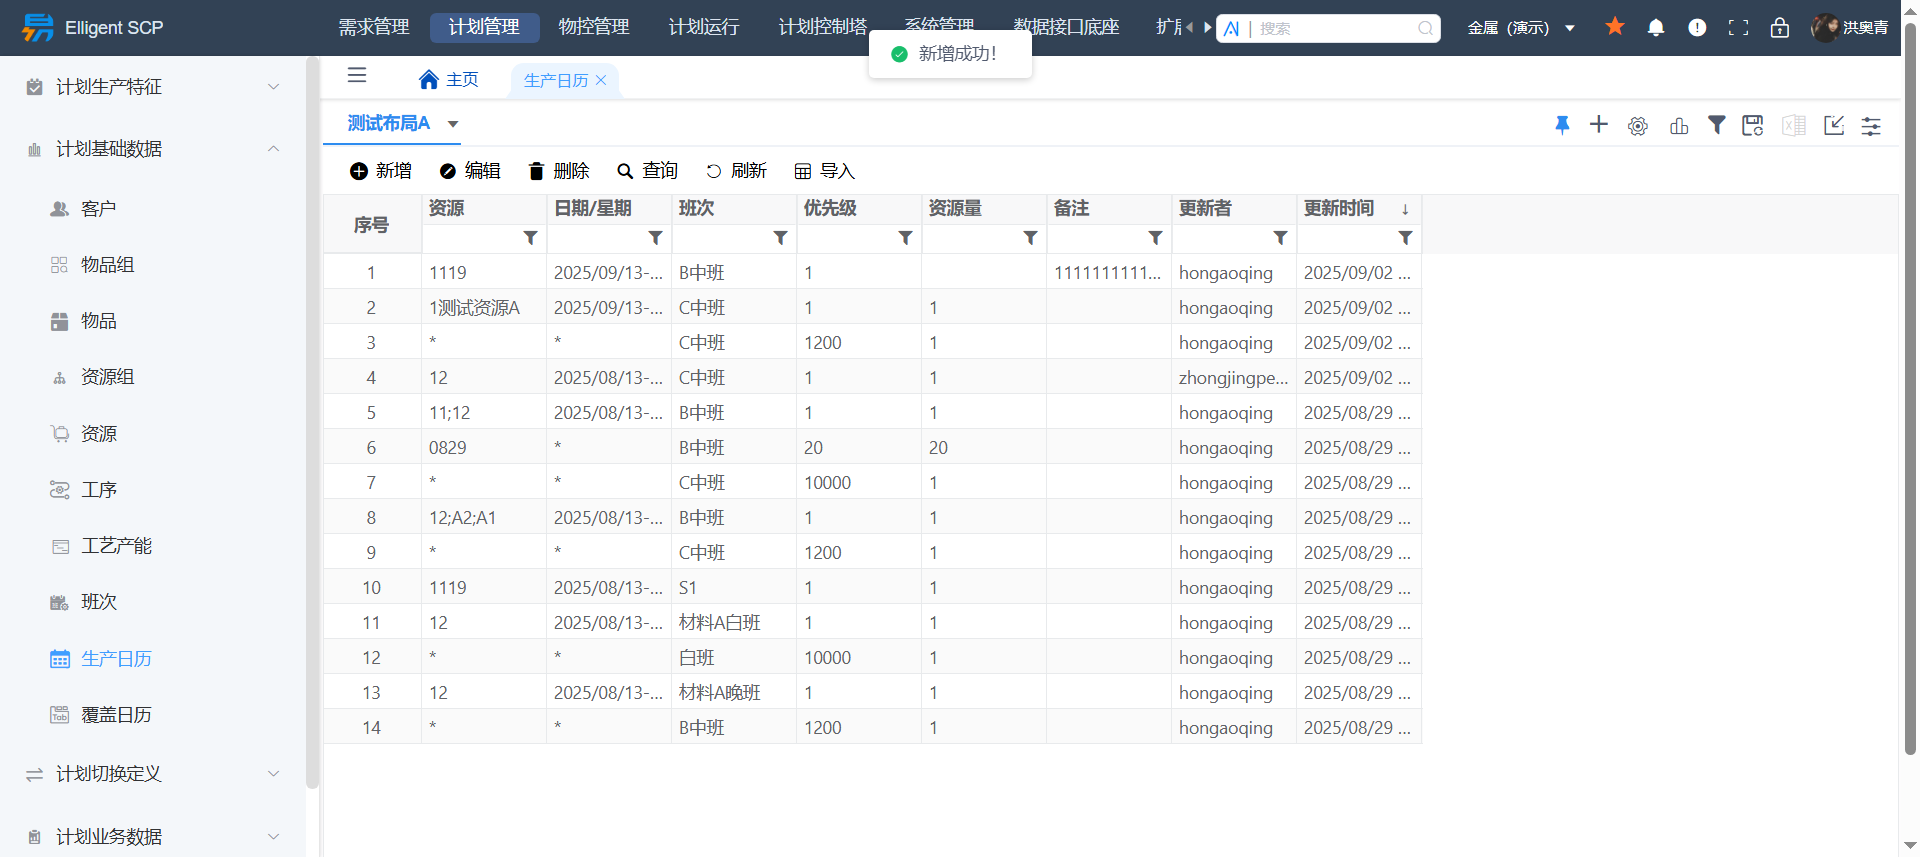 Elligent SCP
需求管理 计划管理 物控管理 计划运行 计划控制塔 系统管理 数据接口底座
搜索
金属 (演示)
洪奥青
新增成功！
主页 生产日历
测试布局A
新增 编辑 删除 查询 刷新 导入
计划生产特征
计划基础数据
客户
物品组
物品
资源组
资源
工序
工艺产能
班次
生产日历
Tab 覆盖日历
计划切换定义
计划业务数据
序号 资源 日期/星期 班次 优先级 资源量 备注 更新者 更新时间 ↓
1 1119 2025/09/13-... B中班 1 1111111111... hongaoqing 2025/09/02 ...
2 1测试资源A 2025/09/13-... C中班 1 1 hongaoqing 2025/09/02 ...
3 * * C中班 1200 1 hongaoqing 2025/09/02 ...
4 12 2025/08/13-... C中班 1 1 zhongjingpe... 2025/09/02 ...
5 11;12 2025/08/13-... B中班 1 1 hongaoqing 2025/08/29 ...
6 0829 * B中班 20 20 hongaoqing 2025/08/29 ...
7 * * C中班 10000 1 hongaoqing 2025/08/29 ...
8 12;A2;A1 2025/08/13-... B中班 1 1 hongaoqing 2025/08/29 ...
9 * * C中班 1200 1 hongaoqing 2025/08/29 ...
10 1119 2025/08/13-... S1 1 1 hongaoqing 2025/08/29 ...
11 12 2025/08/13-... 材料A白班 1 1 hongaoqing 2025/08/29 ...
12 * * 白班 10000 1 hongaoqing 2025/08/29 ...
13 12 2025/08/13-... 材料A晚班 1 1 hongaoqing 2025/08/29 ...
14 * * B中班 1200 1 hongaoqing 2025/08/29 ...